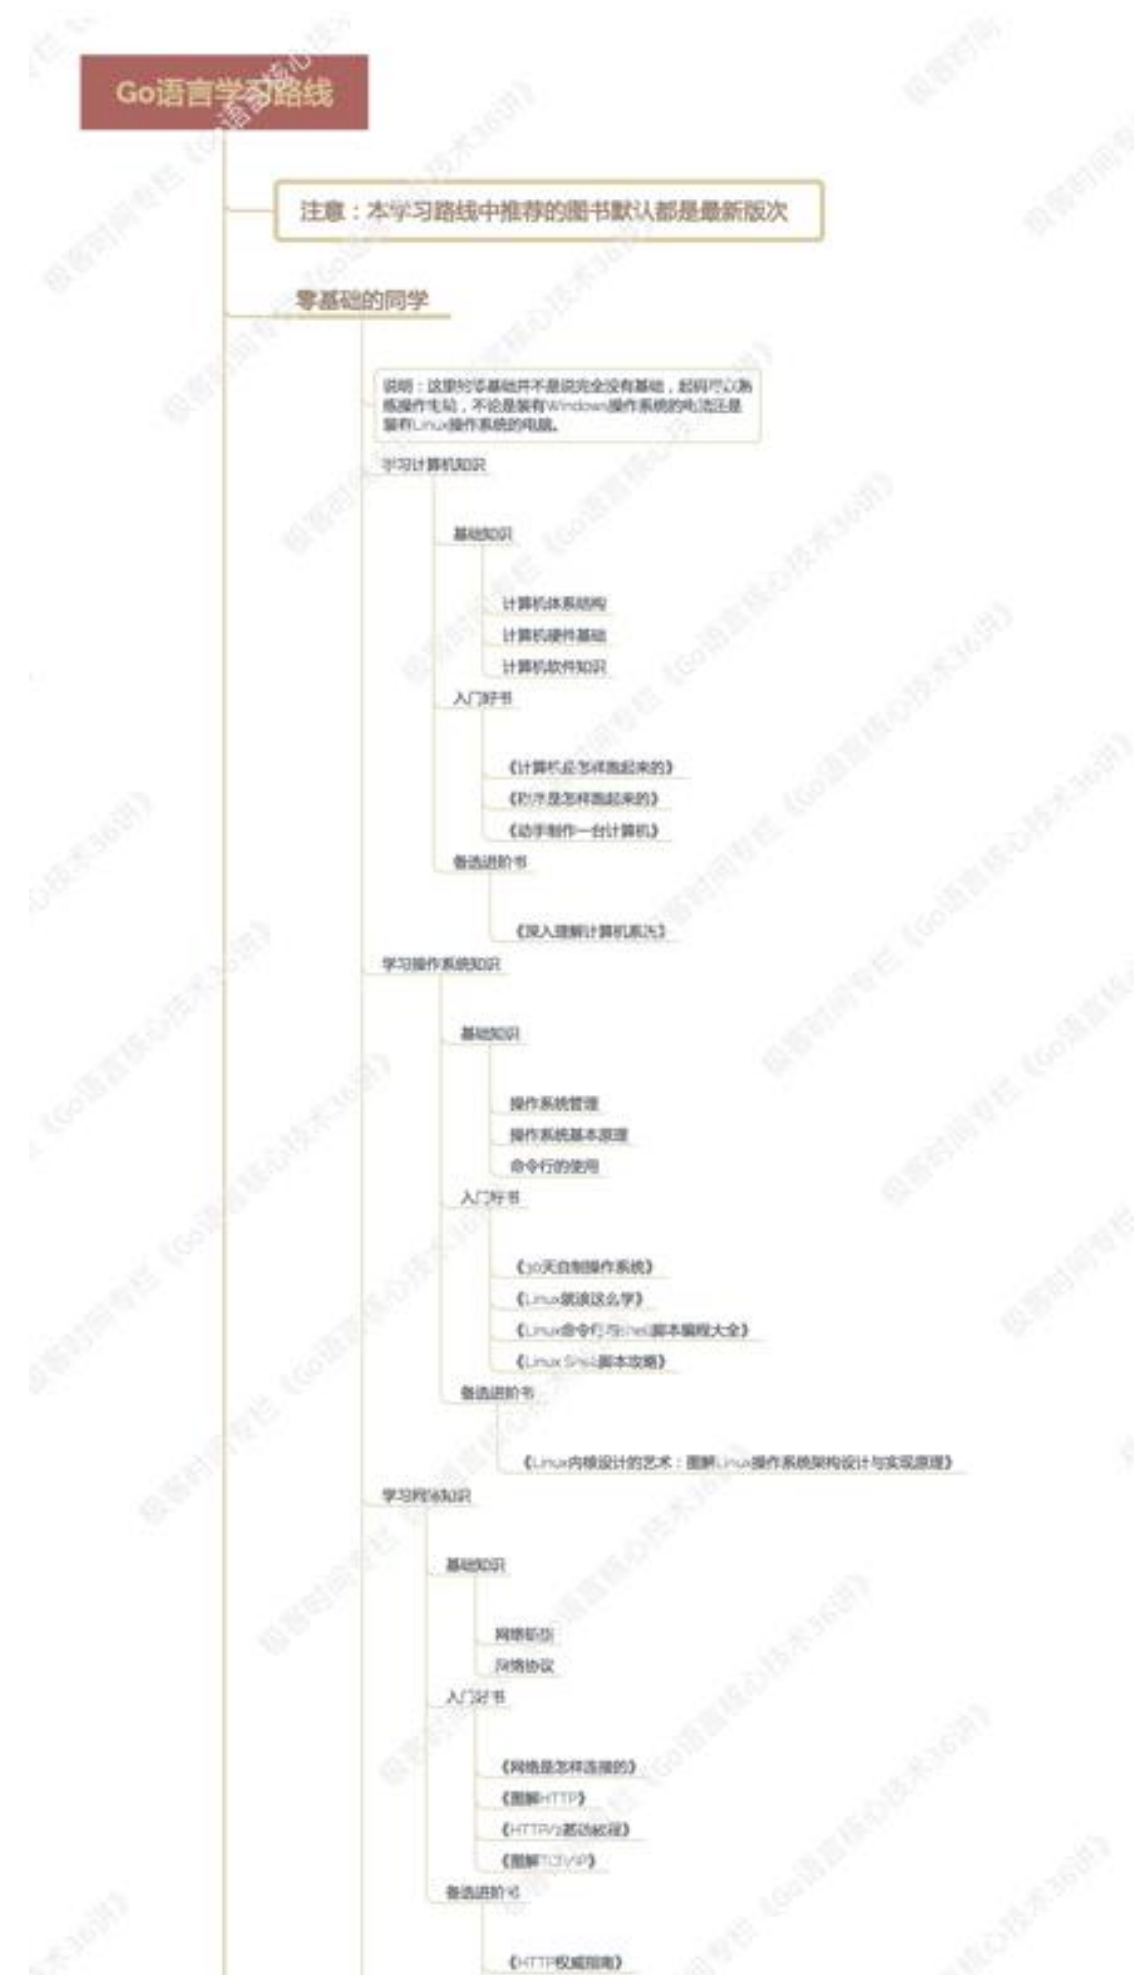 Go语言学习路线
注意：本学习路线中推荐的图书默认都是最新版次
零基础的同学
说明：这里的零基础并不是说完全没有基础，起码可以熟
练操作电脑，不论是装有Windows操作系统的电脑还是
装有Linux操作系统的电脑。
学习计算机知识
基础知识
计算机体系结构
计算机硬件基础
计算机软件知识
入门好书
《计算机是怎样跑起来的》
《程序是怎样跑起来的》
《动手制作一台计算机》
备选进阶书
《深入理解计算机系统》
学习操作系统知识
基础知识
操作系统管理
操作系统基本原理
命令行的使用
入门好书
《30天自制操作系统》
《Linux就该这么学》
《Linux命令行与shell脚本编程大全》
《Linux Shell脚本攻略》
备选进阶书
《Linux内核设计的艺术：图解Linux操作系统架构设计与实现原理》
学习网络知识
基础知识
网络协议
入门好书
《网络是怎样连接的》
《图解HTTP》
《HTTP/2基础教程》
《图解TCP/IP》
备选进阶书
《HTTP权威指南》
极客时间专栏《Go语言核心技术36讲》